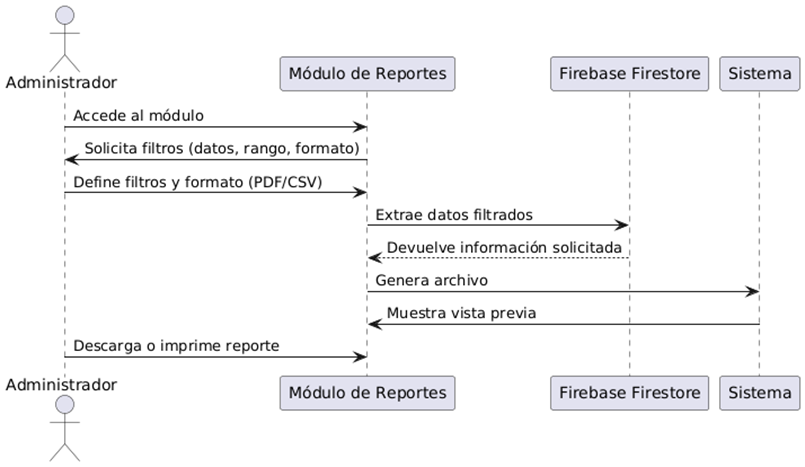 Administrador
Módulo de Reportes
Firebase Firestore
Sistema
Accede al módulo
Solicita filtros (datos, rango, formato)
Define filtros y formato (PDF/CSV)
Extrae datos filtrados
Devuelve información solicitada
Genera archivo
Muestra vista previa
Descarga o imprime reporte
Administrador
Módulo de Reportes
Firebase Firestore
Sistema